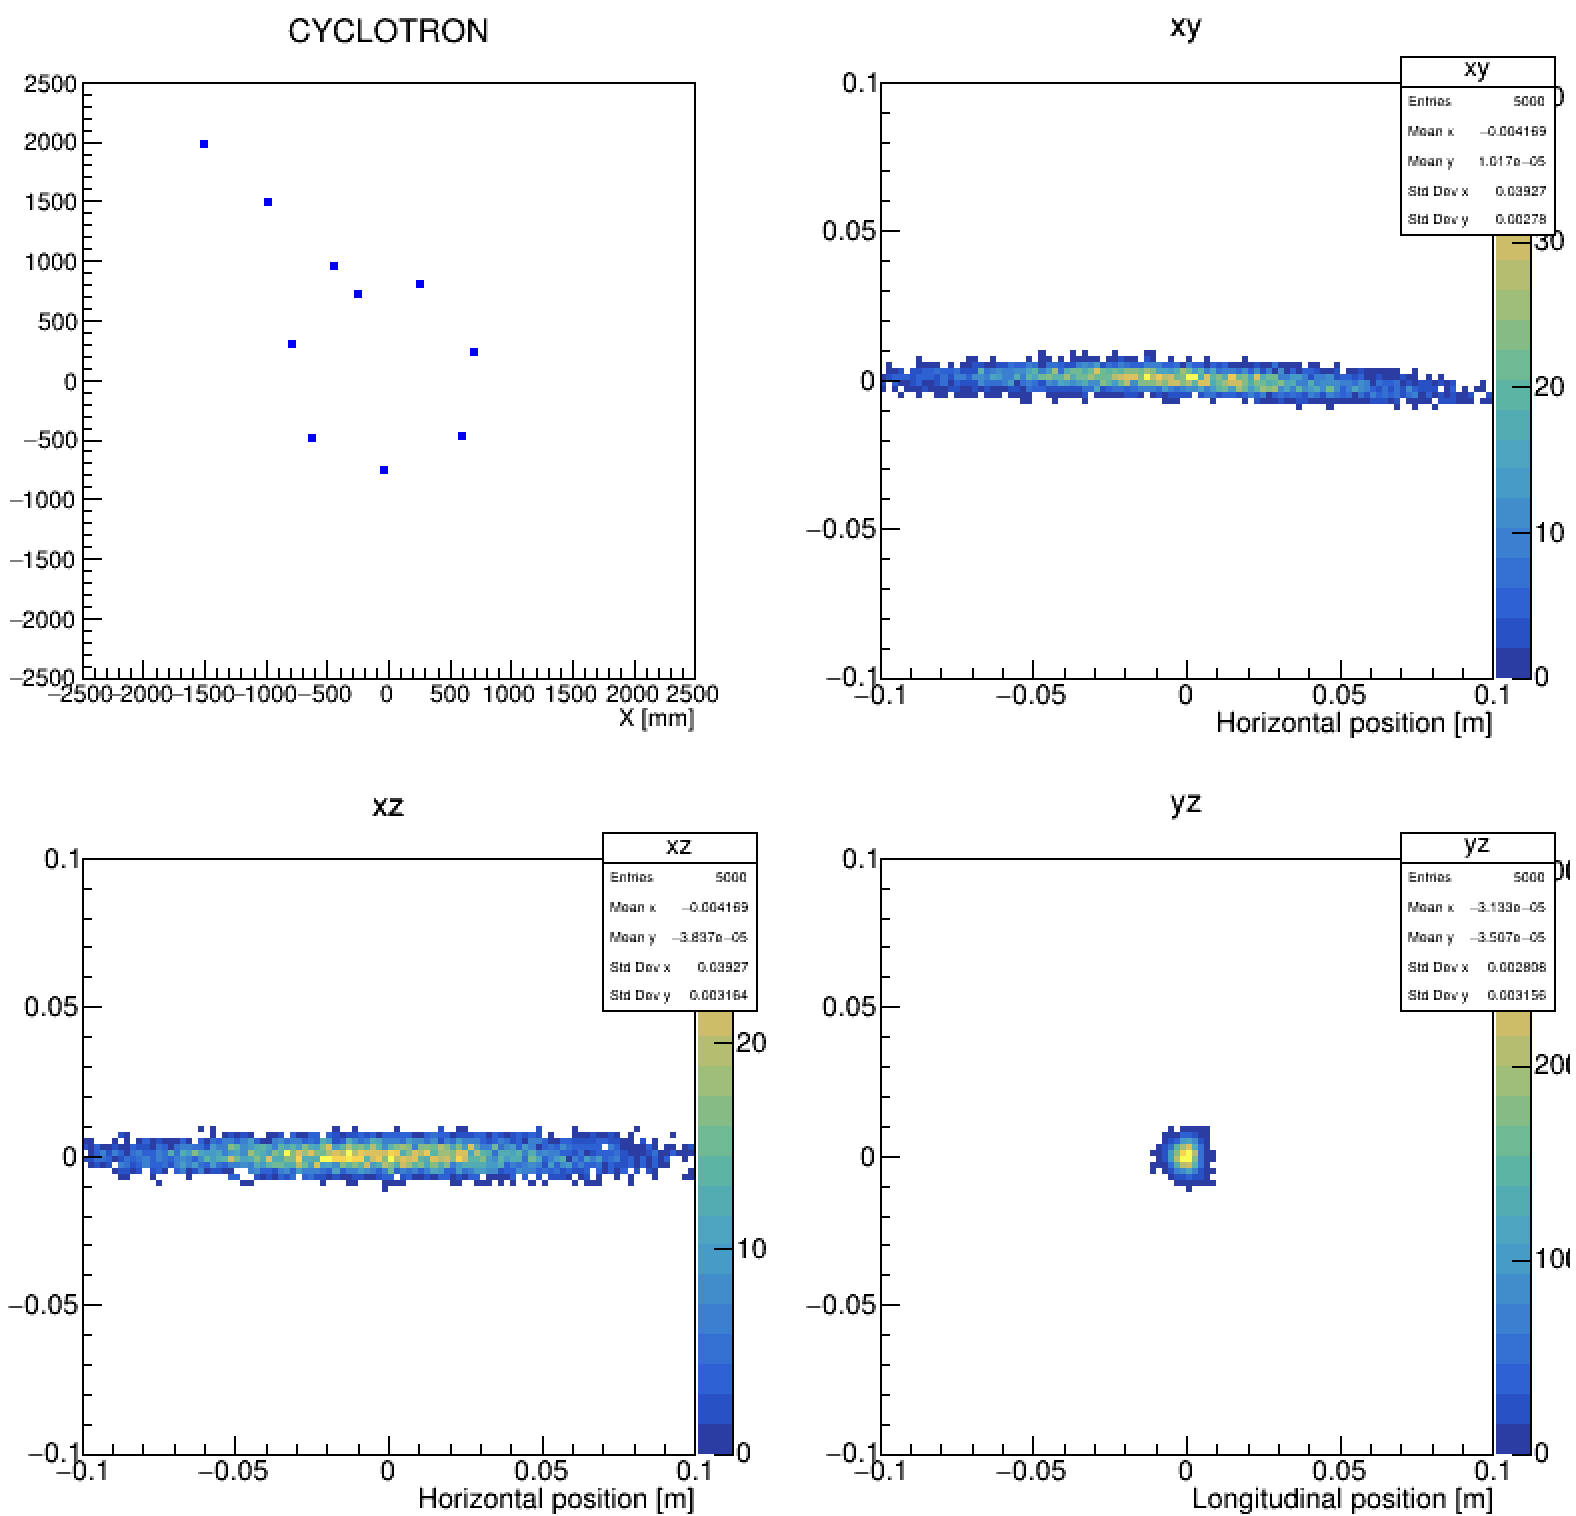 CYCLOTRON
2500
2000
1500
1000
500
0
−500
−1000
−1500
−2000
−2500
−2500 −2000 −1500 −1000 −500 0 500 1000 1500 2000 2500
X [mm]
xy
0.1
0.05
0
−0.05
−0.1
−0.1 −0.05 0 0.05 0.1
Horizontal position [m]
xy
Entries 5000
Mean x −0.004169
Mean y 1.017e−05
Std Dev x 0.03927
Std Dev y 0.00278
30
20
10
0
xz
0.1
0.05
0
−0.05
−0.1
−0.1 −0.05 0 0.05 0.1
Horizontal position [m]
xz
Entries 5000
Mean x −0.004169
Mean y −3.837e−05
Std Dev x 0.03927
Std Dev y 0.003164
20
10
0
yz
0.1
0.05
0
−0.05
−0.1
−0.1 −0.05 0 0.05 0.1
Longitudinal position [m]
yz
Entries 5000
Mean x −3.133e−05
Mean y −3.507e−05
Std Dev x 0.002808
Std Dev y 0.003156
200
100
0